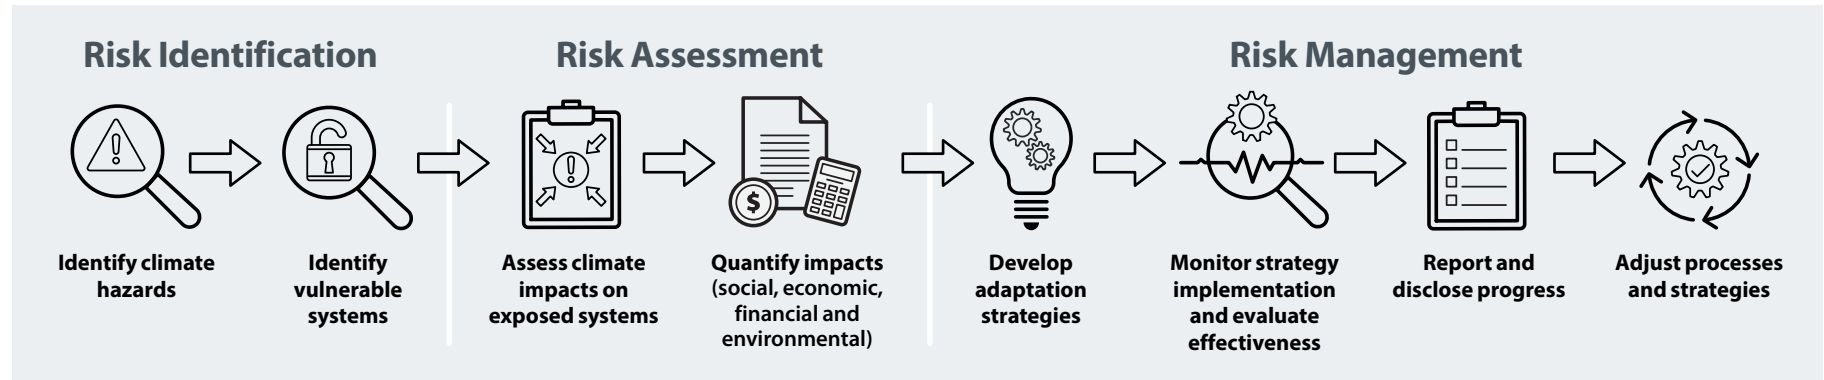 Risk Identification
Risk Assessment
Risk Management
$
Identify climate
hazards
Identify
vulnerable
systems
Assess climate
impacts on
exposed systems
Quantify impacts
(social, economic,
financial and
environmental)
Develop
adaptation
strategies
Monitor strategy
implementation
and evaluate
effectiveness
Report and
disclose progress
Adjust processes
and strategies